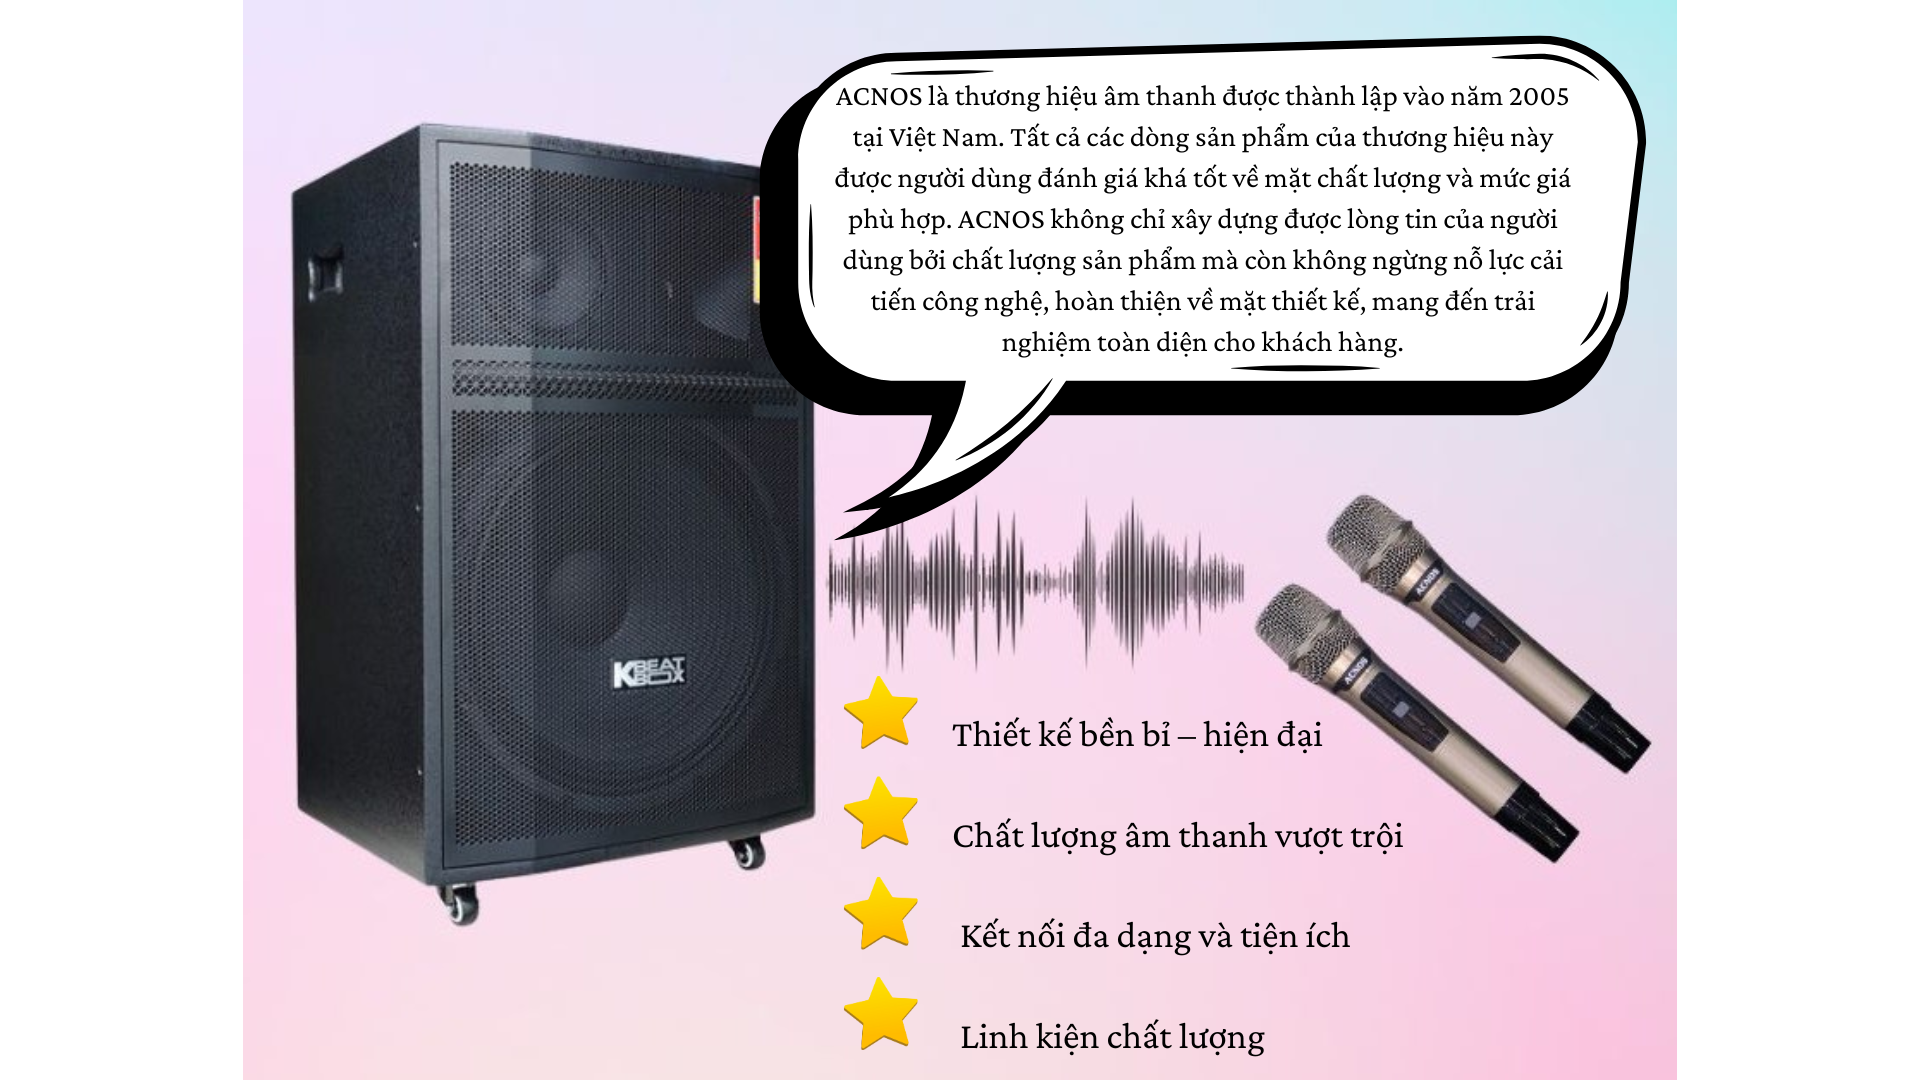 ACNOS là thương hiệu âm thanh được thành lập vào năm 2005
tại Việt Nam. Tất cả các dòng sản phẩm của thương hiệu này
được người dùng đánh giá khá tốt về mặt chất lượng và mức giá
phù hợp. ACNOS không chỉ xây dựng được lòng tin của người
dùng bởi chất lượng sản phẩm mà còn không ngừng nỗ lực cải
tiến công nghệ, hoàn thiện về mặt thiết kế, mang đến trải
nghiệm toàn diện cho khách hàng.
ACNOS
ACNOS
KBEAT
BOX
Thiết kế bền bỉ – hiện đại
Chất lượng âm thanh vượt trội
Kết nối đa dạng và tiện ích
Linh kiện chất lượng